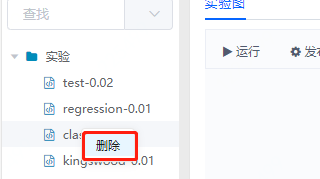 查找
实验图
运行
发
实验
test-0.02
regression-0.01
clas
删除
kingswood-0.01